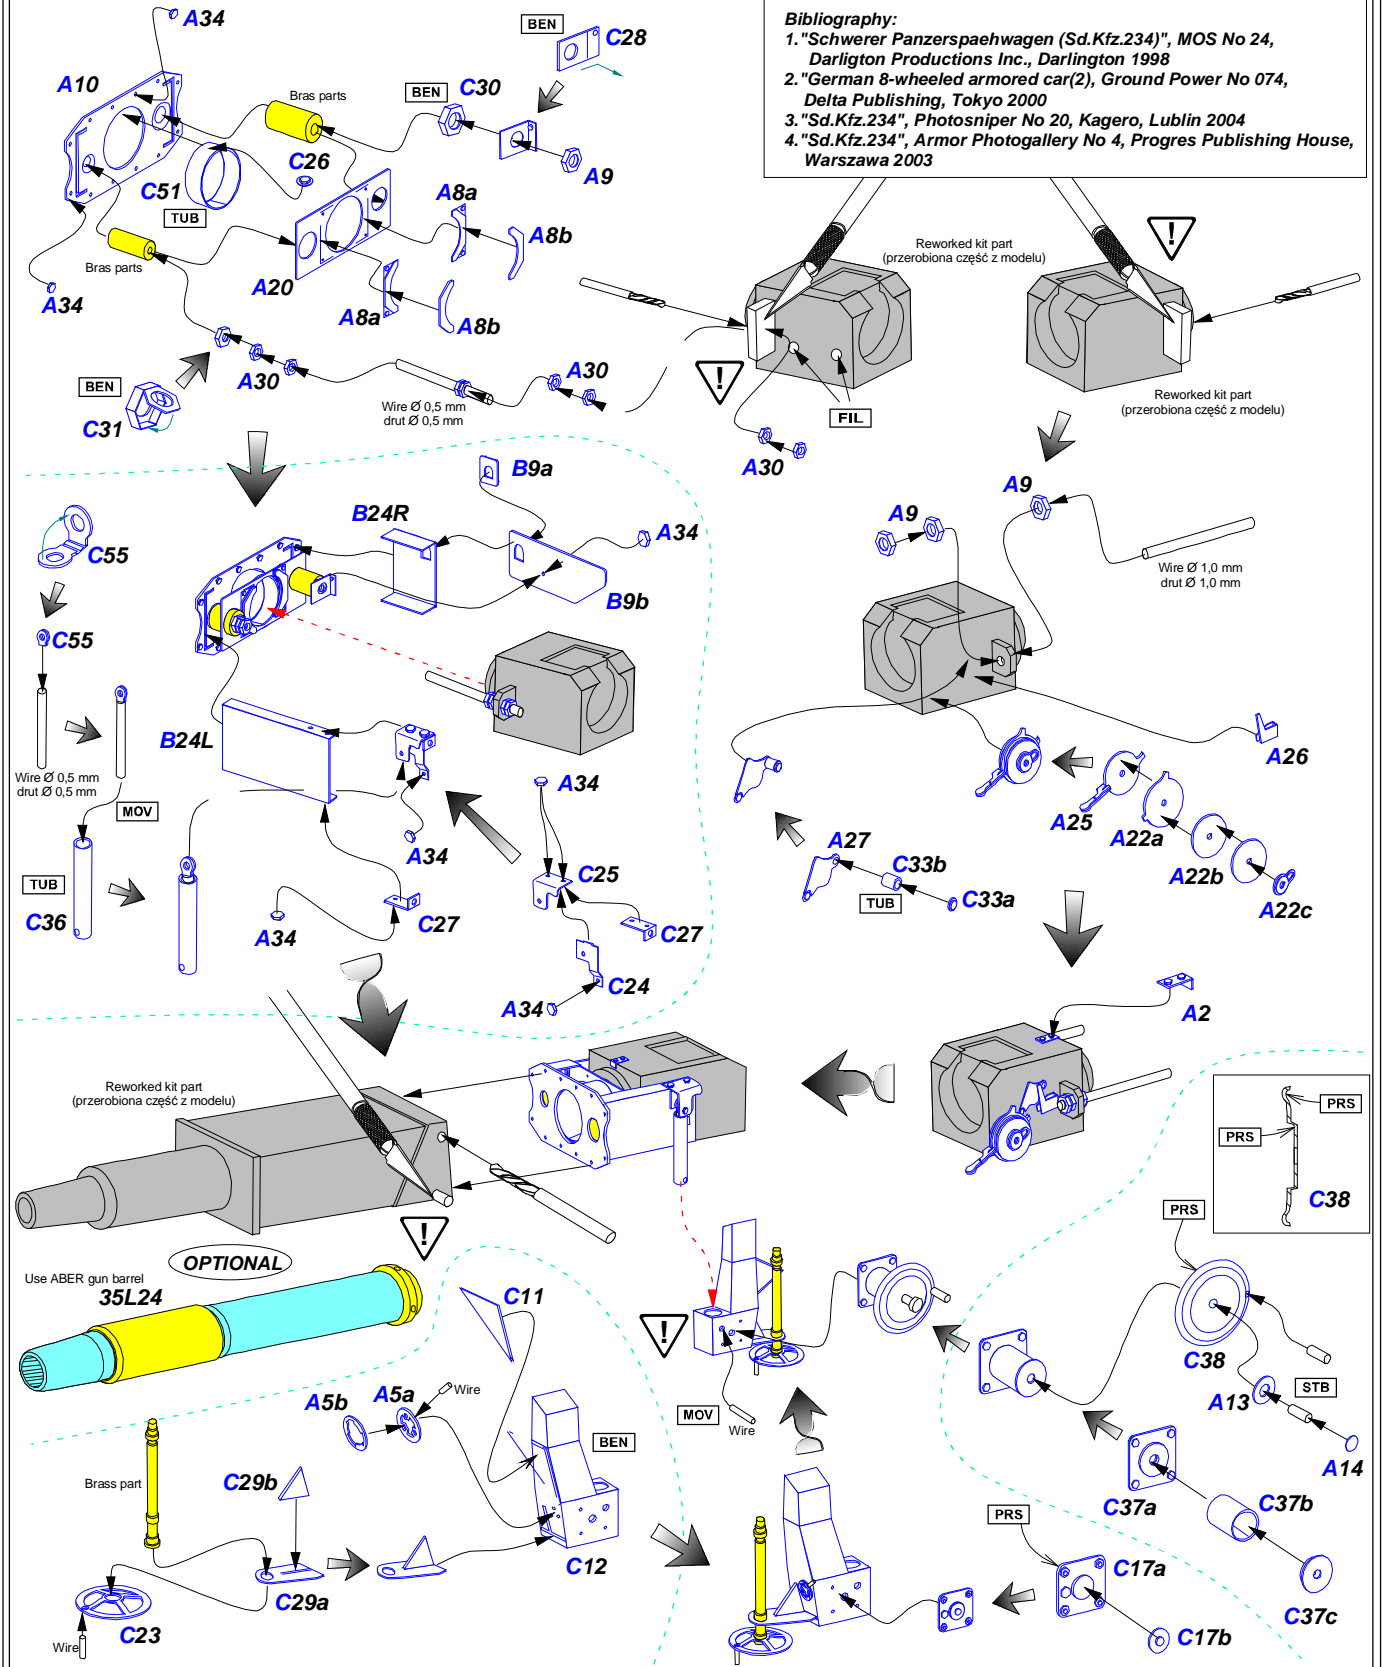 Bibliography:
1."Schwerer Panzerspaehwagen (Sd.Kfz.234)", MOS No 24,
Darligton Productions Inc., Darlington 1998
2."German 8-wheeled armored car(2), Ground Power No 074,
Delta Publishing, Tokyo 2000
3."Sd.Kfz.234", Photosniper No 20, Kagero, Lublin 2004
4."Sd.Kfz.234", Armor Photogallery No 4, Progres Publishing House,
Warszawa 2003
A34
BEN
C28
A10
Bras parts
BEN
C30
C26
A9
C51
TUB
A8a
A8b
Bras parts
A20
A34
A8a
A8b
A30
BEN
C31
Wire Ø 0,5 mm
drut Ø 0,5 mm
A30
Reworked kit part
(przerobiona część z modelu)
!
!
FIL
A30
Reworked kit part
(przerobiona część z modelu)
B9a
B24R
A34
B9b
C55
C55
A9
A9
Wire Ø 1,0 mm
drut Ø 1,0 mm
B24L
Wire Ø 0,5 mm
drut Ø 0,5 mm
MOV
TUB
C36
A34
A34
A34
C25
C27
C27
C24
A34
A26
A25
A22a
A22b
A22c
A27
C33b
TUB
C33a
A2
Reworked kit part
(przerobiona część z modelu)
!
OPTIONAL
Use ABER gun barrel
35L24
PRS
PRS
C38
PRS
C38
A13
STB
A14
!
MOV
Wire
C11
A5b
A5a
Wire
BEN
C12
Brass part
C29b
C29a
C23
Wire
C37a
C37b
C37c
PRS
C17a
C17b